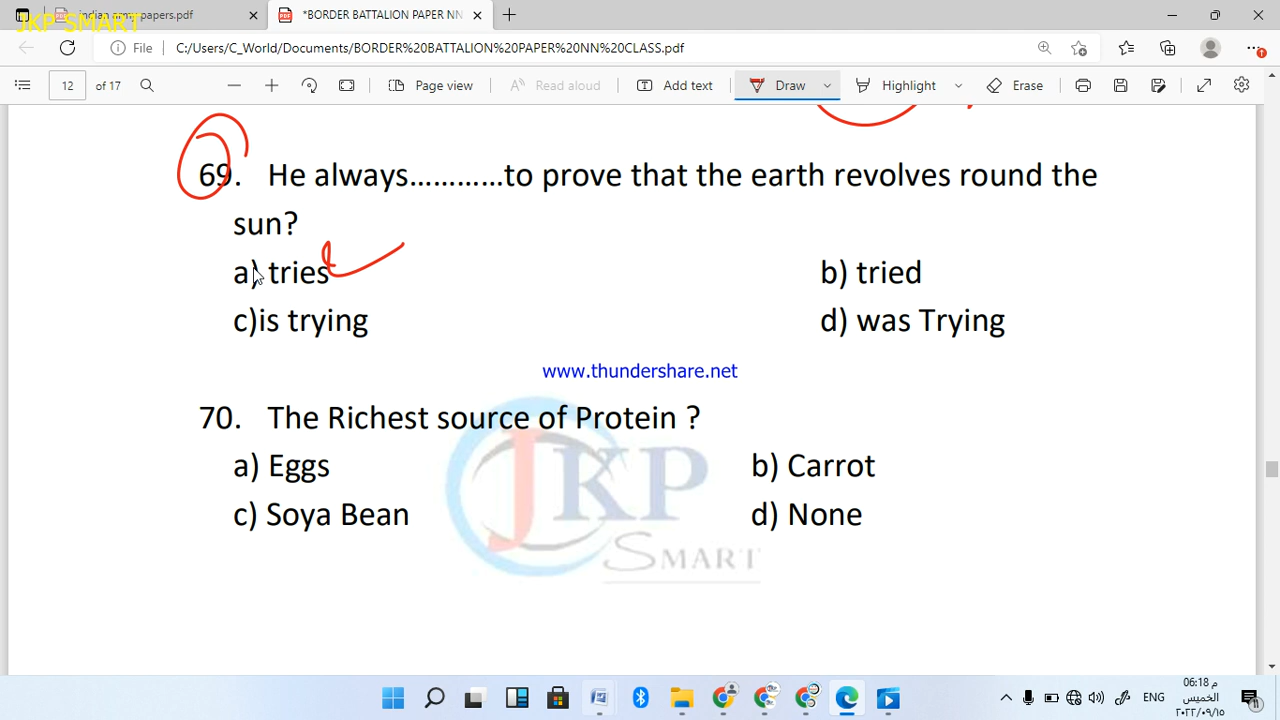 JKP SMART
indian newspapers.pdf
*BORDER BATTALION PAPER NN
File
C:/Users/C_World/Documents/BORDER%20BATTALION%20PAPER%20NN%20CLASS.pdf
12 of 17
Page view
Read aloud
Add text
Draw
Highlight
Erase
69. He always…………to prove that the earth revolves round the
sun?
a) tries b) tried
c)is trying d) was Trying
www.thundershare.net
70. The Richest source of Protein ?
a) Eggs b) Carrot
c) Soya Bean d) None
JKP
SMART
ENG
06:18 م
الخميس
٢٠٢٢/٠٩/١٥